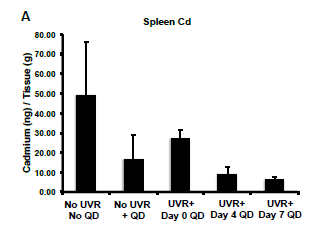 A
Spleen Cd
Cadmium (ng) / Tissue (g)
80.00
70.00
60.00
50.00
40.00
30.00
20.00
10.00
0.00
No UVR No UVR UVR+ UVR+ UVR+
No QD + QD Day 0 QD Day 4 QD Day 7 QD